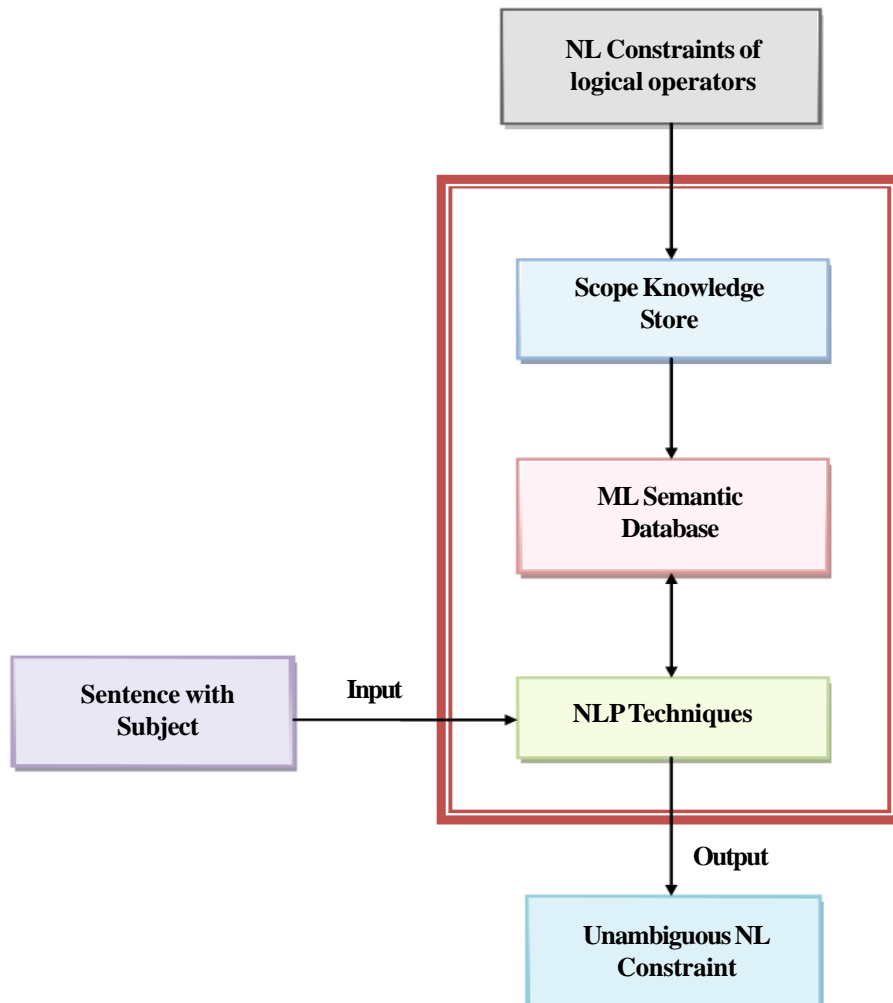 NL Constraints of
logical operators
Scope Knowledge
Store
ML Semantic
Database
Sentence with
Subject
Input
NLP Techniques
Output
Unambiguous NL
Constraint